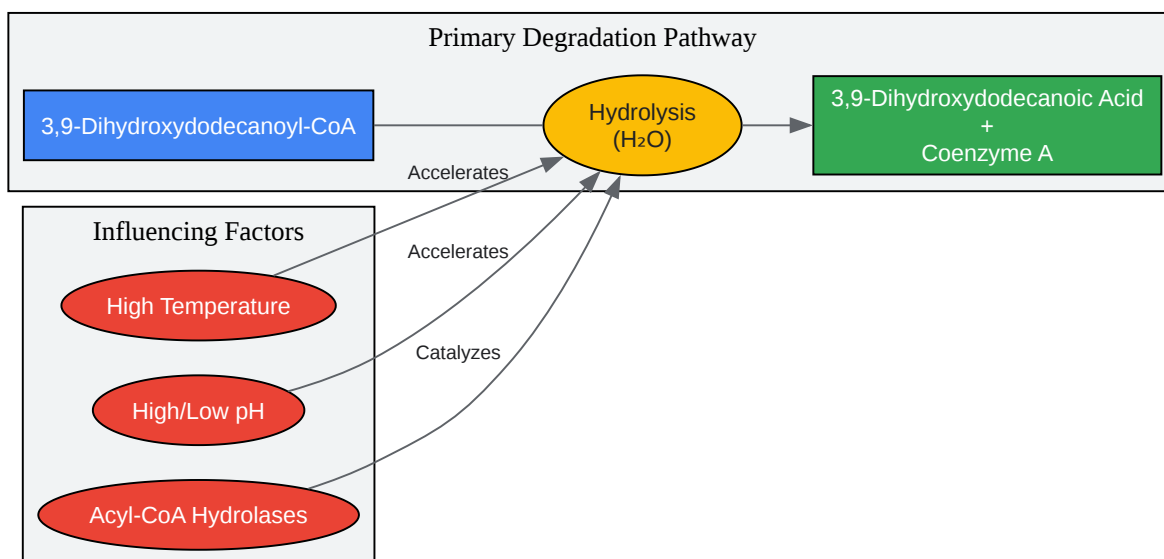 Primary Degradation Pathway
3,9-Dihydroxydodecanoyl-CoA
Hydrolysis
(H₂O)
3,9-Dihydroxydodecanoic Acid
+
Coenzyme A
Accelerates
Influencing Factors
Accelerates
High Temperature
Catalyzes
High/Low pH
Acyl-CoA Hydrolases